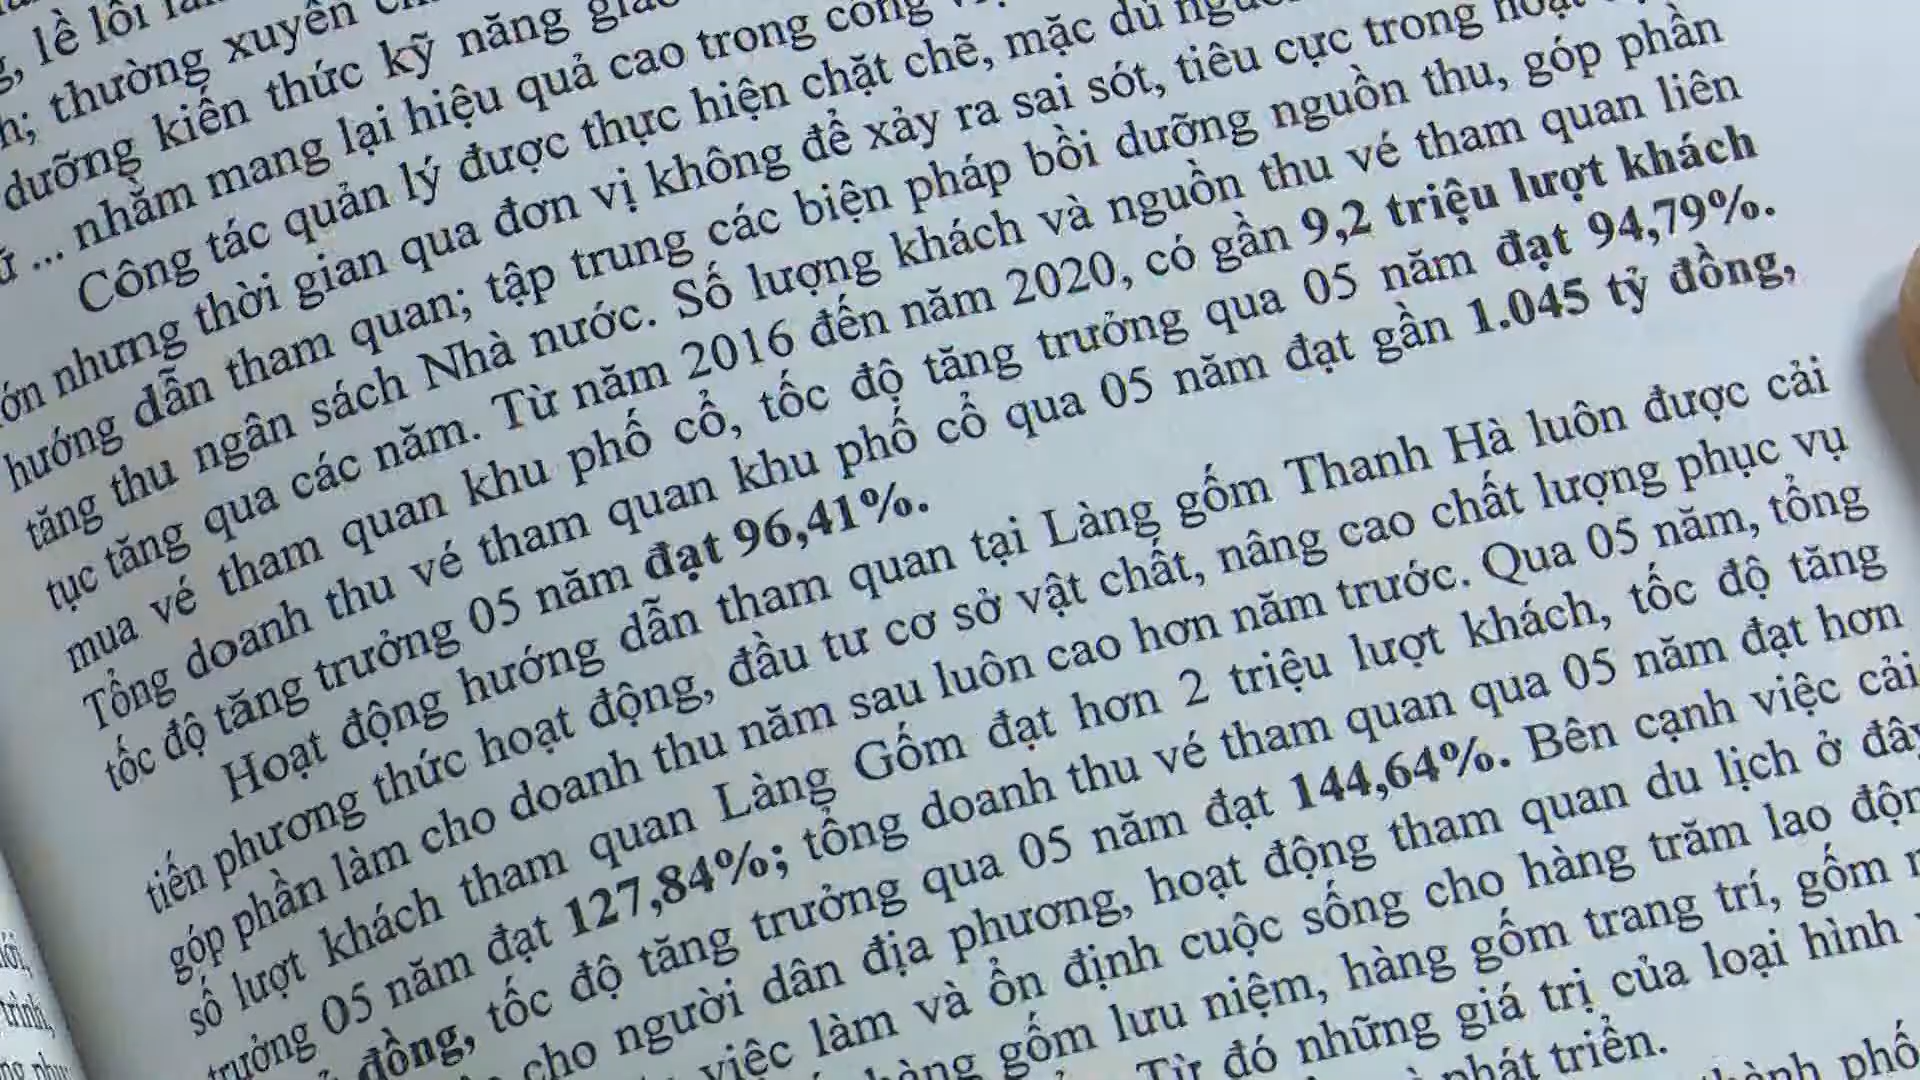 , lề lối
h; thường xuyên
dưỡng kiến thức kỹ năng
... nhằm mang lại hiệu quả cao trong công
Công tác quản lý được thực hiện chặt chẽ, mặc dù
nhưng thời gian qua đơn vị không để xảy ra sai sót, tiêu cực trong
hướng dẫn tham quan; tập trung các biện pháp bồi dưỡng nguồn thu, góp phần
tăng thu ngân sách Nhà nước. Số lượng khách và nguồn thu vé tham quan liên
tục tăng qua các năm. Từ năm 2016 đến năm 2020, có gần 9,2 triệu lượt khách
mua vé tham quan khu phố cổ, tốc độ tăng trưởng qua 05 năm đạt 94,79%.
Tổng doanh thu vé tham quan khu phố cổ qua 05 năm đạt gần 1.045 tỷ đồng,
tốc độ tăng trưởng 05 năm đạt 96,41%.
Hoạt động hướng dẫn tham quan tại Làng gốm Thanh Hà luôn được cải
tiến phương thức hoạt động, đầu tư cơ sở vật chất, nâng cao chất lượng phục vụ
góp phần làm cho doanh thu năm sau luôn cao hơn năm trước. Qua 05 năm, tổng
số lượt khách tham quan Làng Gốm đạt hơn 2 triệu lượt khách, tốc độ tăng
trưởng 05 năm đạt 127,84%; tổng doanh thu vé tham quan qua 05 năm đạt hơn
đồng, tốc độ tăng trưởng qua 05 năm đạt 144,64%. Bên cạnh việc cải
cho người dân địa phương, hoạt động tham quan du lịch ở đây
việc làm và ổn định cuộc sống cho hàng trăm lao
gốm lưu niệm, hàng gốm trang trí, gốm
Từ đó những giá trị của loại hình
phát triển.
phố